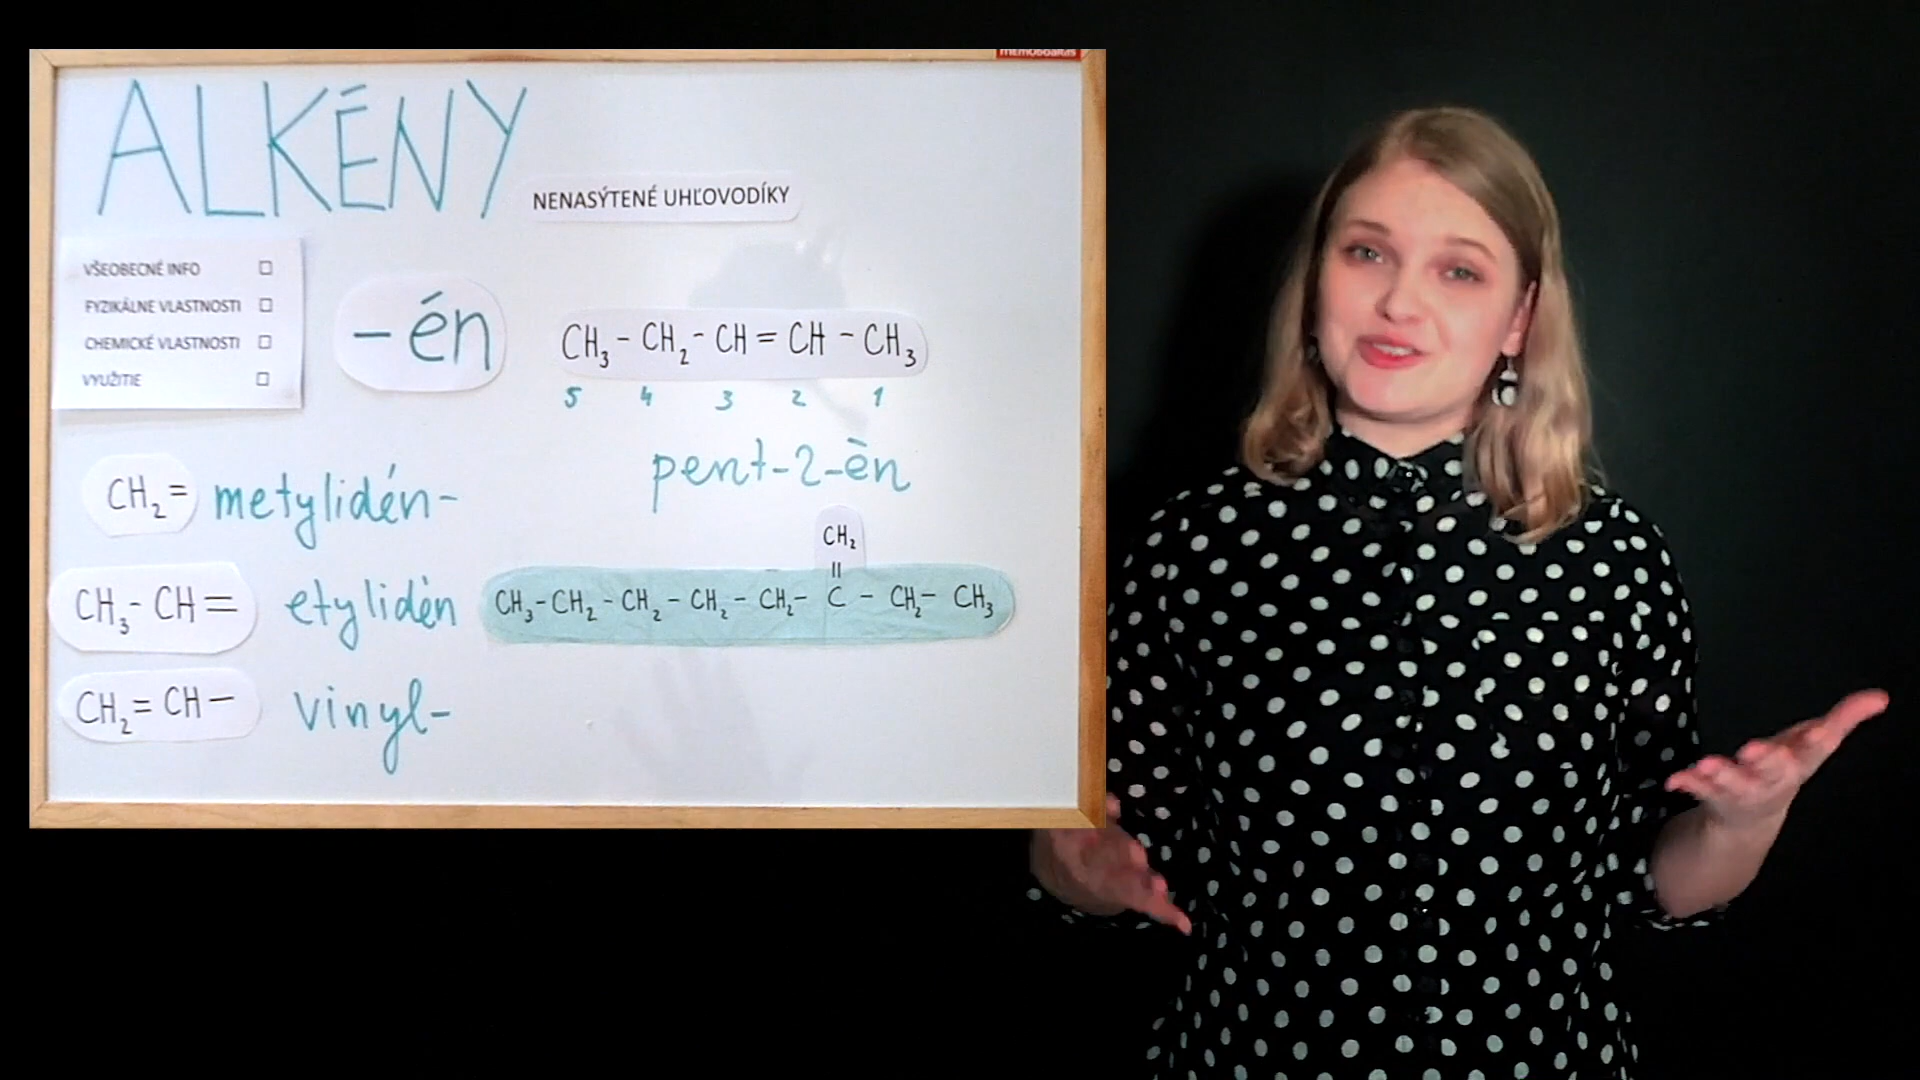 memoboards
ALKÉNY
NENASÝTENÉ UHĽOVODÍKY
VŠEOBECNÉ INFO ☐
FYZIKÁLNE VLASTNOSTI ☐
CHEMICKÉ VLASTNOSTI ☐
VYUŽITIE ☐
-én
CH₃ - CH₂ - CH = CH - CH₃
5 4 3 2 1
pent-2-èn
CH₂ = metylidén-
CH₃ - CH = etylidén
CH₂ = CH - vinyl-
CH₂
||
CH₃ - CH₂ - CH₂ - CH₂ - CH₂ - C - CH₂ - CH₃